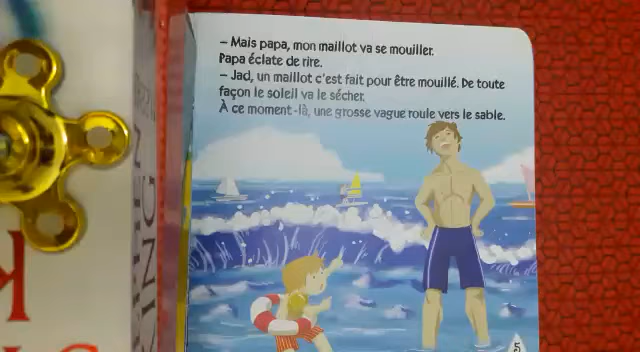 – Mais papa, mon maillot va se mouiller.
Papa éclate de rire.
– Jad, un maillot c'est fait pour être mouillé. De toute
façon le soleil va le sécher.
À ce moment-là, une grosse vague roule vers le sable.
5